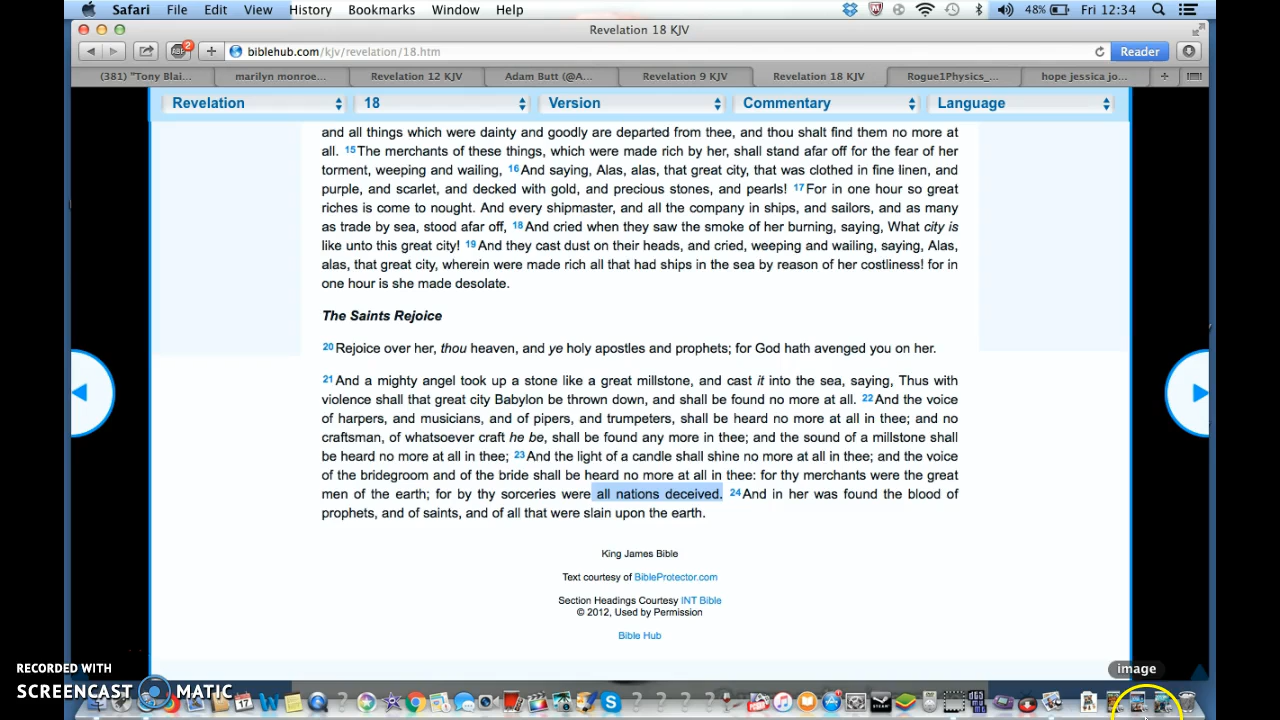 Safari File Edit View History Bookmarks Window Help 48% Fri 12:34
Revelation 18 KJV
ABP 2 biblehub.com/kjv/revelation/18.htm Reader
(381) "Tony Blai... marilyn monroe... Revelation 12 KJV Adam Butt (@A... Revelation 9 KJV Revelation 18 KJV Rogue1Physics_... hope jessica jo...
Revelation 18 Version Commentary Language
and all things which were dainty and goodly are departed from thee, and thou shalt find them no more at
all. 15The merchants of these things, which were made rich by her, shall stand afar off for the fear of her
torment, weeping and wailing, 16And saying, Alas, alas, that great city, that was clothed in fine linen, and
purple, and scarlet, and decked with gold, and precious stones, and pearls! 17For in one hour so great
riches is come to nought. And every shipmaster, and all the company in ships, and sailors, and as many
as trade by sea, stood afar off, 18And cried when they saw the smoke of her burning, saying, What city is
like unto this great city! 19And they cast dust on their heads, and cried, weeping and wailing, saying, Alas,
alas, that great city, wherein were made rich all that had ships in the sea by reason of her costliness! for in
one hour is she made desolate.
The Saints Rejoice
20Rejoice over her, thou heaven, and ye holy apostles and prophets; for God hath avenged you on her.
21And a mighty angel took up a stone like a great millstone, and cast it into the sea, saying, Thus with
violence shall that great city Babylon be thrown down, and shall be found no more at all. 22And the voice
of harpers, and musicians, and of pipers, and trumpeters, shall be heard no more at all in thee; and no
craftsman, of whatsoever craft he be, shall be found any more in thee; and the sound of a millstone shall
be heard no more at all in thee; 23And the light of a candle shall shine no more at all in thee; and the voice
of the bridegroom and of the bride shall be heard no more at all in thee: for thy merchants were the great
men of the earth; for by thy sorceries were all nations deceived. 24And in her was found the blood of
prophets, and of saints, and of all that were slain upon the earth.
King James Bible
Text courtesy of BibleProtector.com
Section Headings Courtesy INT Bible
© 2012, Used by Permission
Bible Hub
image
RECORDED WITH
SCREENCAST MATIC
17